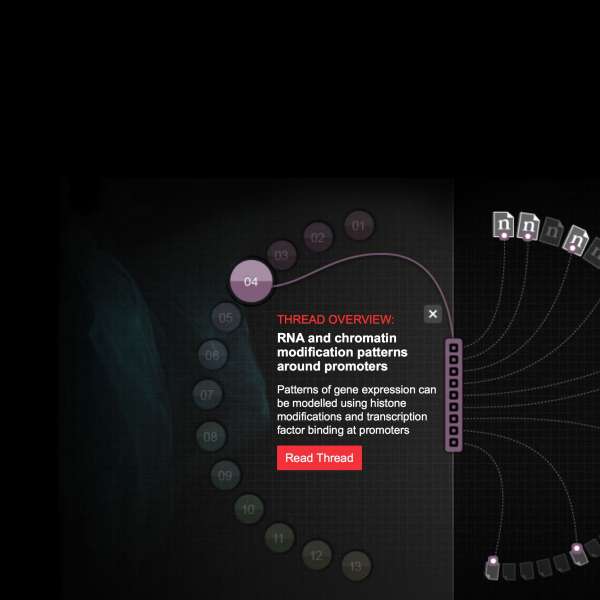 01
02
03
04
05
06
07
08
09
10
11
12
13
THREAD OVERVIEW:
RNA and chromatin
modification patterns
around promoters
Patterns of gene expression can
be modelled using histone
modifications and transcription
factor binding at promoters
Read Thread
n
n
n
n